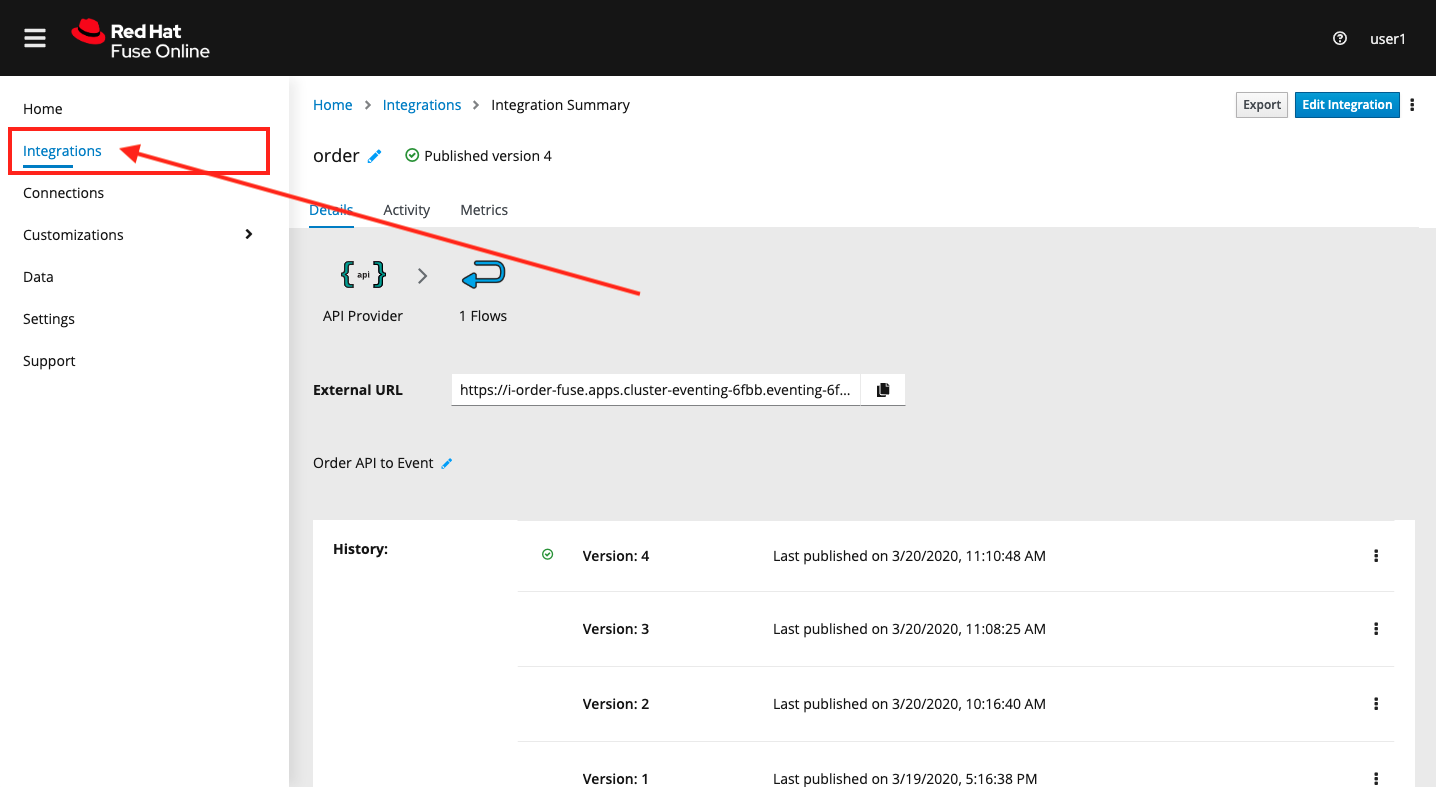 Red Hat
Fuse Online
user1
Home
Integrations
Connections
Customizations
Data
Settings
Support
Home > Integrations > Integration Summary
Export
Edit Integration
order
Published version 4
Details Activity Metrics
{api}
API Provider
1 Flows
External URL https://i-order-fuse.apps.cluster-eventing-6fbb.eventing-6f...
Order API to Event
History:
Version: 4 Last published on 3/20/2020, 11:10:48 AM
Version: 3 Last published on 3/20/2020, 11:08:25 AM
Version: 2 Last published on 3/20/2020, 10:16:40 AM
Version: 1 Last published on 3/19/2020, 5:16:38 PM